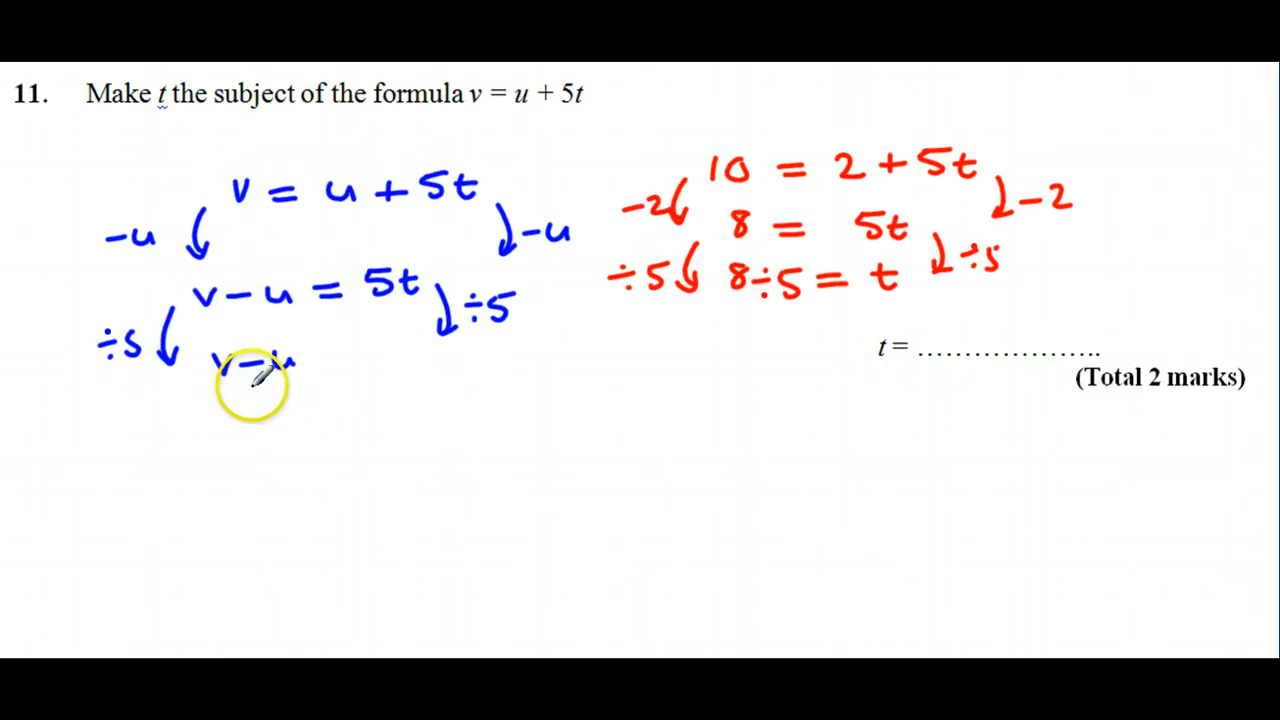 11. Make t the subject of the formula v = u + 5t
v = u + 5t
-u -u
v - u = 5t
÷5 ÷5
v - u
10 = 2 + 5t
-2 -2
8 = 5t
÷5 ÷5
8 ÷ 5 = t
t = ………………..
(Total 2 marks)